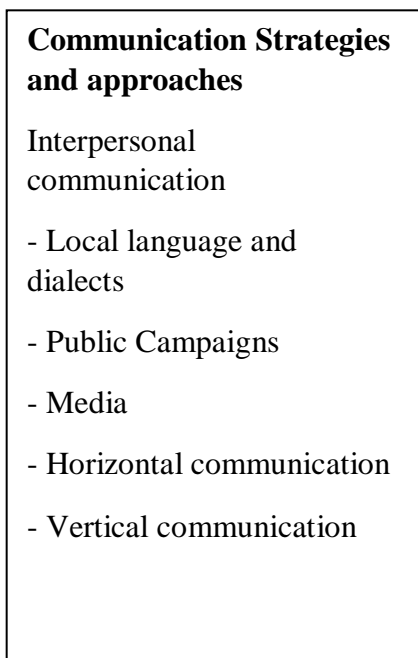 Communication Strategies
and approaches
Interpersonal
communication
- Local language and
dialects
- Public Campaigns
- Media
- Horizontal communication
- Vertical communication